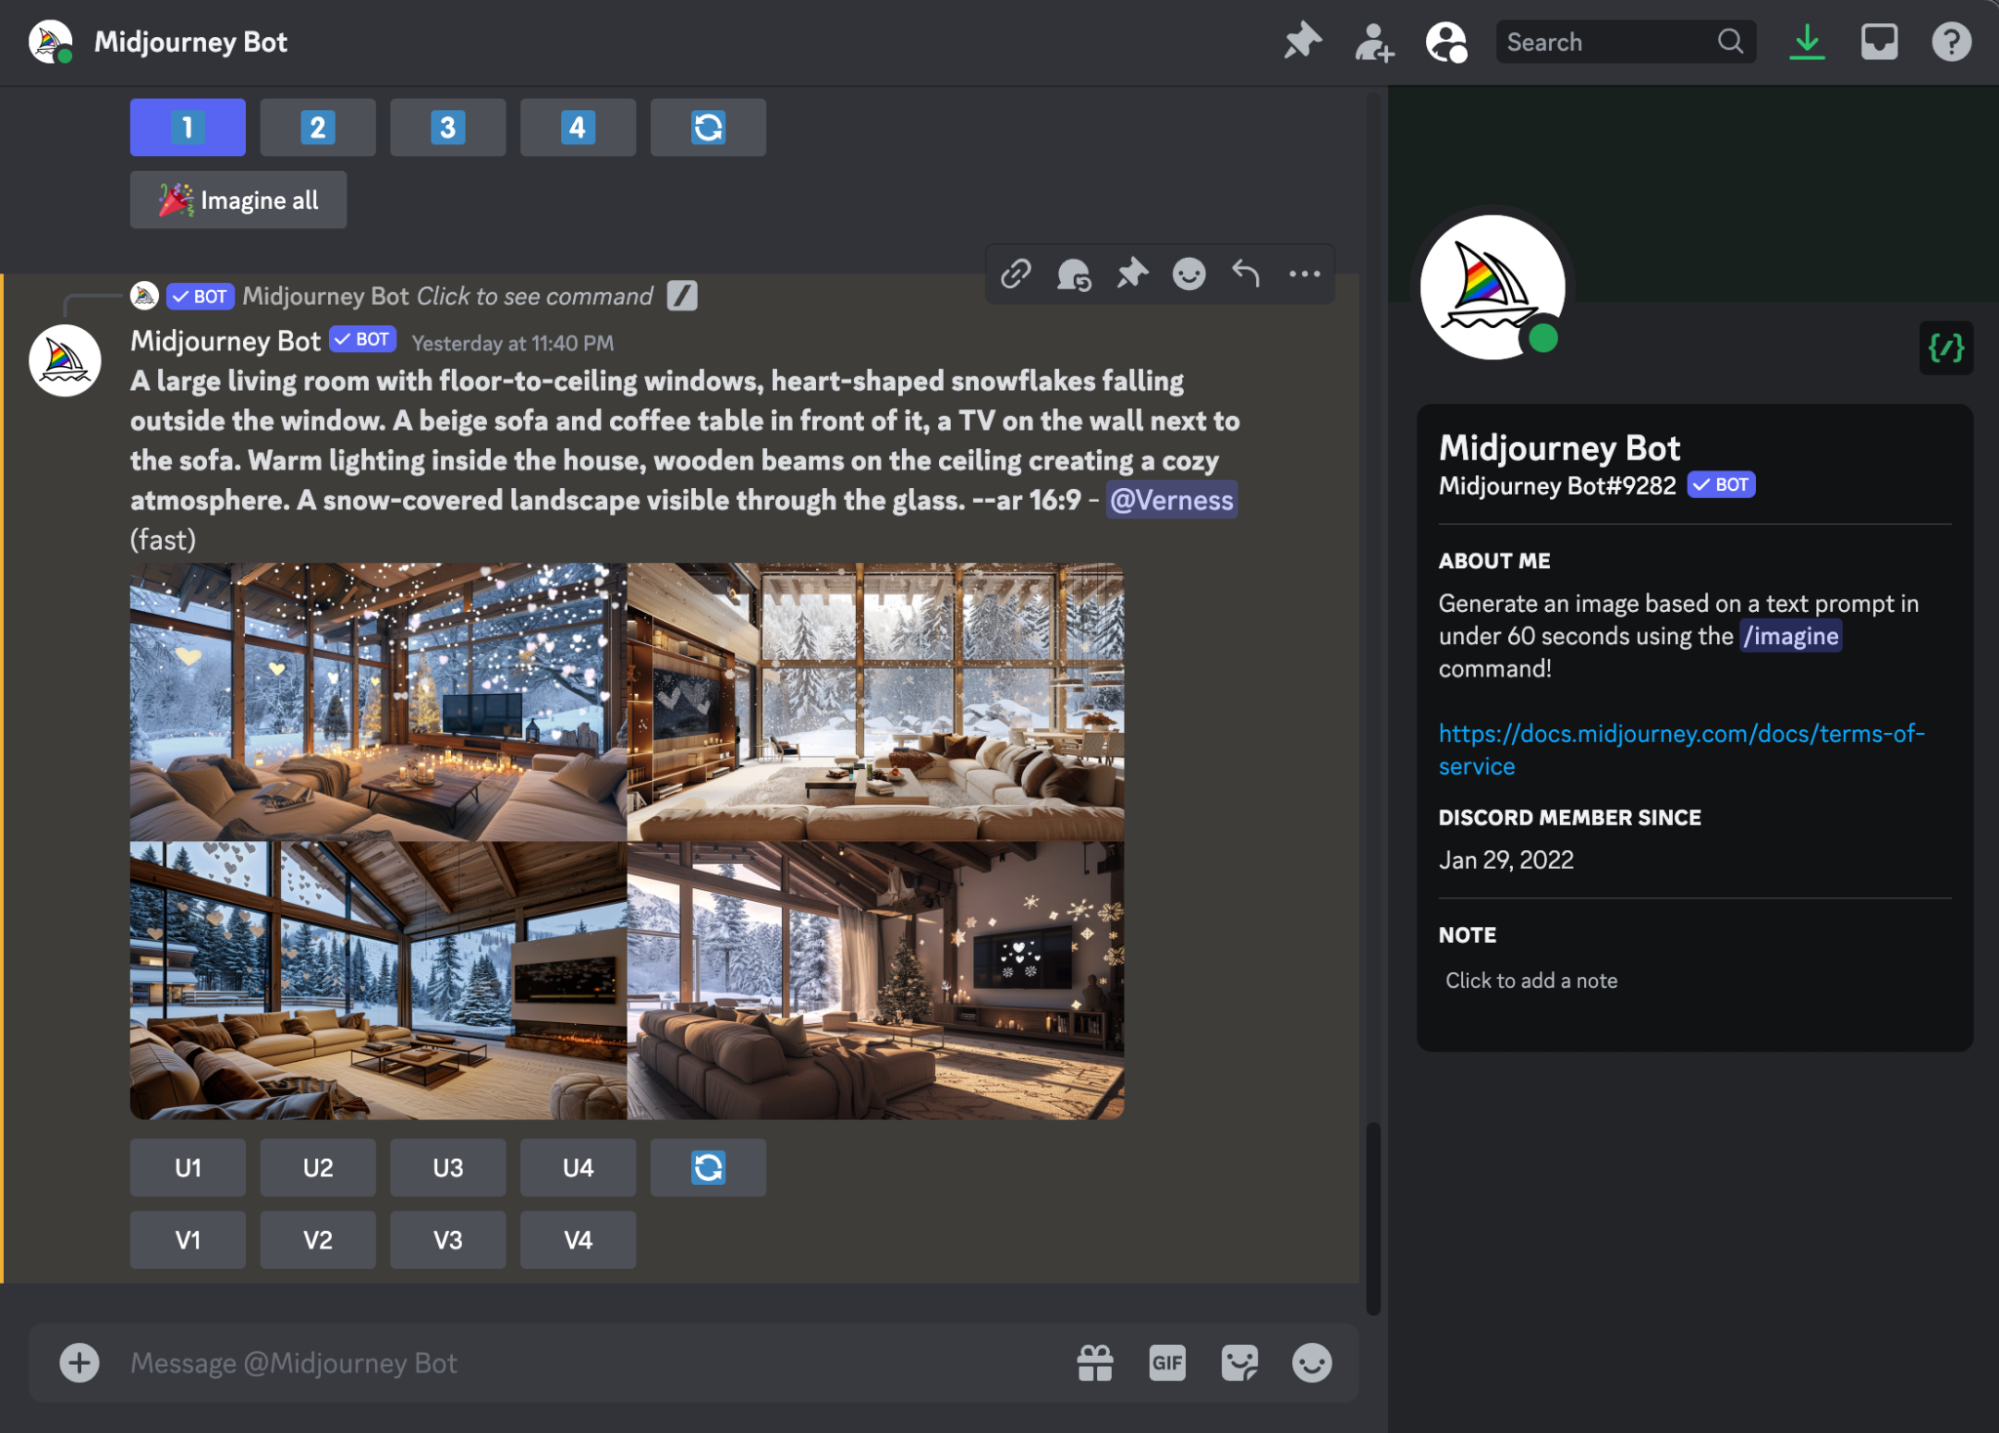 Midjourney Bot
Search
1 2 3 4
Imagine all
BOT Midjourney Bot Click to see command
Midjourney Bot BOT Yesterday at 11:40 PM
A large living room with floor-to-ceiling windows, heart-shaped snowflakes falling
outside the window. A beige sofa and coffee table in front of it, a TV on the wall next to
the sofa. Warm lighting inside the house, wooden beams on the ceiling creating a cozy
atmosphere. A snow-covered landscape visible through the glass. --ar 16:9 - @Verness
(fast)
U1 U2 U3 U4
V1 V2 V3 V4
Message @Midjourney Bot
GIF
Midjourney Bot
Midjourney Bot#9282 BOT
ABOUT ME
Generate an image based on a text prompt in
under 60 seconds using the /imagine
command!
https://docs.midjourney.com/docs/terms-of-
service
DISCORD MEMBER SINCE
Jan 29, 2022
NOTE
Click to add a note